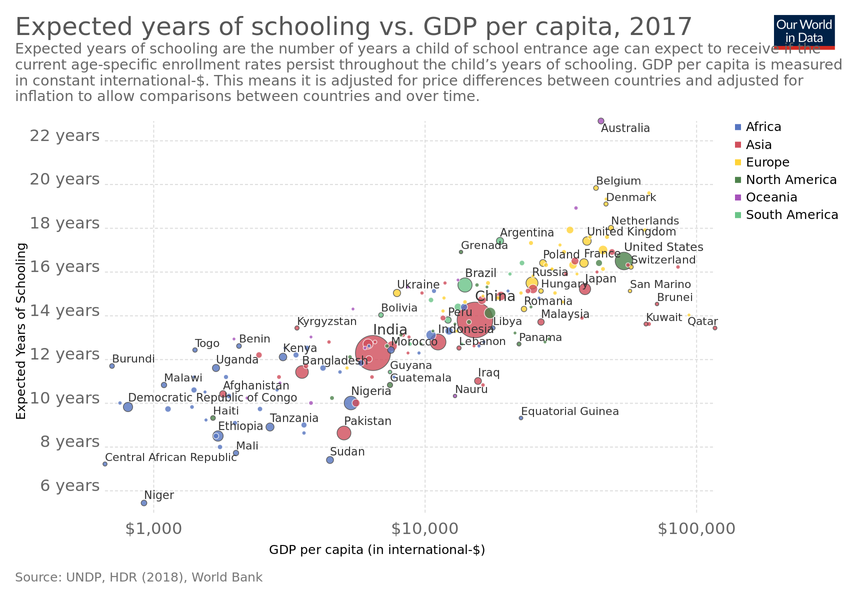 Expected years of schooling vs. GDP per capita, 2017
Our World
in Data
Expected years of schooling are the number of years a child of school entrance age can expect to receive if the
current age-specific enrollment rates persist throughout the child's years of schooling. GDP per capita is measured
in constant international-$. This means it is adjusted for price differences between countries and adjusted for
inflation to allow comparisons between countries and over time.
22 years
20 years
18 years
16 years
14 years
12 years
10 years
8 years
6 years
Expected Years of Schooling
Australia
Belgium
Denmark
Netherlands
Argentina
United Kingdom
Grenada
United States
Poland
France
Switzerland
Brazil
Russia
Japan
Ukraine
Hungary
San Marino
China
Romania
Brunei
Bolivia
Peru
Malaysia
Kyrgyzstan
Libya
Kuwait
Qatar
India
Indonesia
Togo
Benin
Morocco
Lebanon
Panama
Kenya
Burundi
Uganda
Bangladesh
Guyana
Iraq
Malawi
Afghanistan
Guatemala
Democratic Republic of Congo
Nigeria
Nauru
Haiti
Tanzania
Equatorial Guinea
Ethiopia
Pakistan
Mali
Central African Republic
Sudan
Niger
$1,000
$10,000
$100,000
GDP per capita (in international-$)
Africa
Asia
Europe
North America
Oceania
South America
Source: UNDP, HDR (2018), World Bank